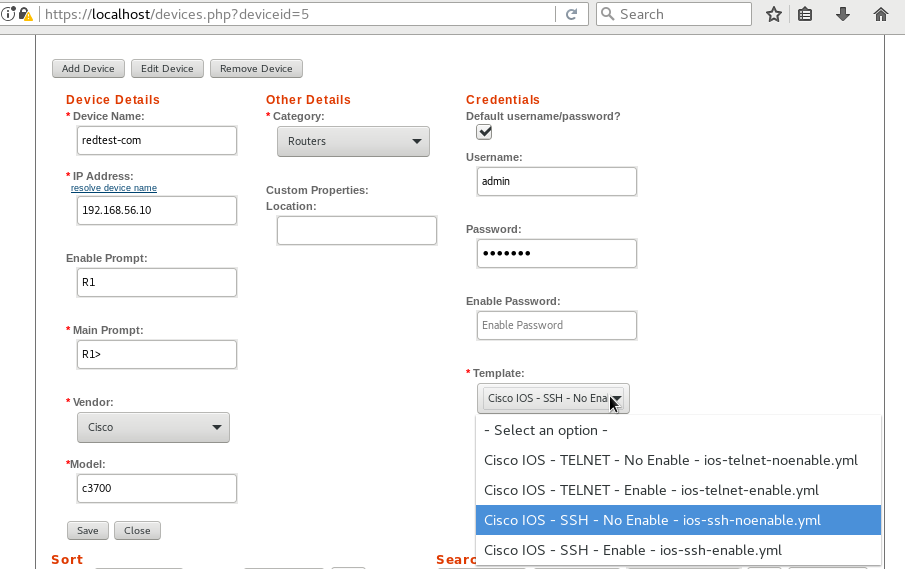 https://localhost/devices.php?deviceid=5
Search
Add Device
Edit Device
Remove Device
Device Details
* Device Name:
redtest-com
* IP Address:
resolve device name
192.168.56.10
Enable Prompt:
R1
* Main Prompt:
R1>
* Vendor:
Cisco
*Model:
c3700
Save
Close
Other Details
* Category:
Routers
Custom Properties:
Location:
Credentials
Default username/password?
Username:
admin
Password:
•••••••
Enable Password:
Enable Password
* Template:
Cisco IOS - SSH - No Ena
- Select an option -
Cisco IOS - TELNET - No Enable - ios-telnet-noenable.yml
Cisco IOS - TELNET - Enable - ios-telnet-enable.yml
Cisco IOS - SSH - No Enable - ios-ssh-noenable.yml
Cisco IOS - SSH - Enable - ios-ssh-enable.yml
Sort
Searc